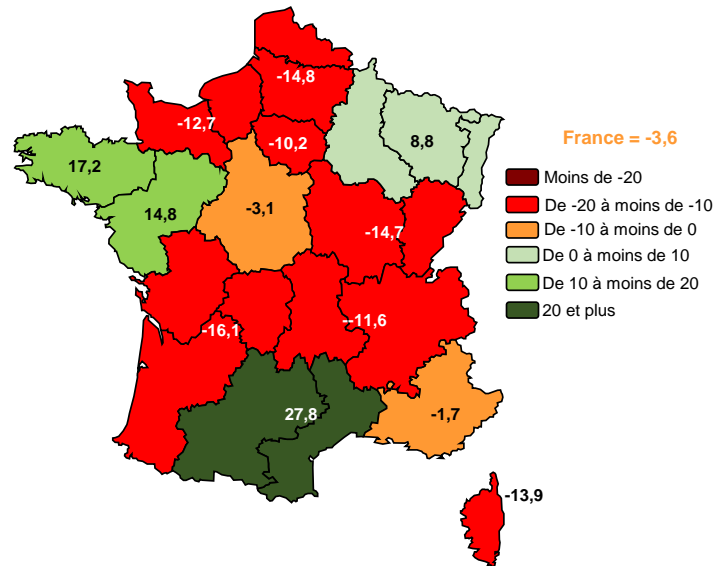 -14,8
-12,7
-10,2
8,8
17,2
14,8
-3,1
-14,7
-16,1
--11,6
27,8
-1,7
-13,9
France = -3,6
Moins de -20
De -20 à moins de -10
De -10 à moins de 0
De 0 à moins de 10
De 10 à moins de 20
20 et plus